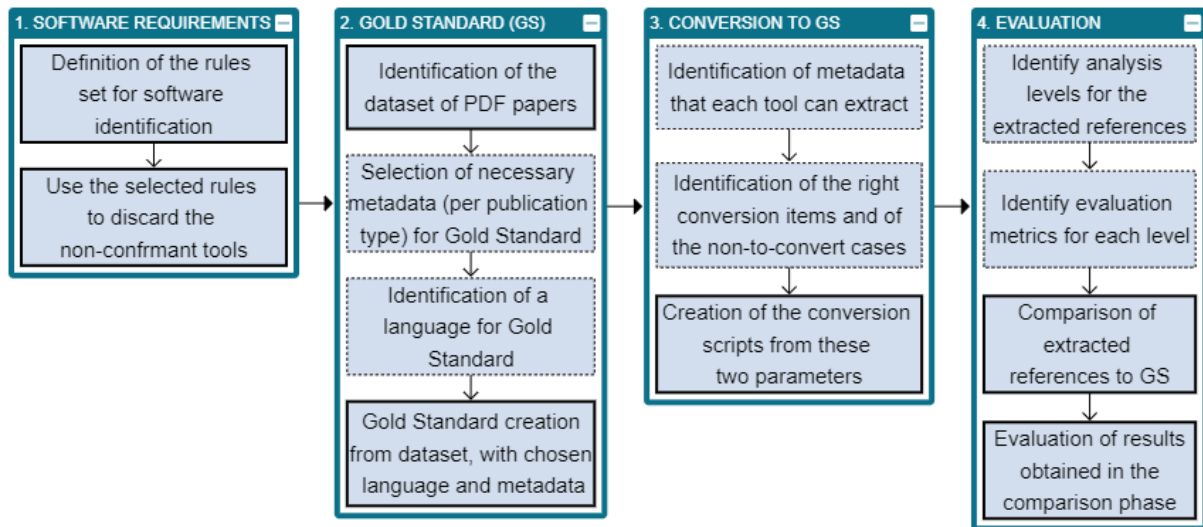 1. SOFTWARE REQUIREMENTS
Definition of the rules
set for software
identification
Use the selected rules
to discard the
non-confrmant tools
2. GOLD STANDARD (GS)
Identification of the
dataset of PDF papers
Selection of necessary
metadata (per publication
type) for Gold Standard
Identification of a
language for Gold
Standard
Gold Standard creation
from dataset, with chosen
language and metadata
3. CONVERSION TO GS
Identification of metadata
that each tool can extract
Identification of the right
conversion items and of
the non-to-convert cases
Creation of the conversion
scripts from these
two parameters
4. EVALUATION
Identify analysis
levels for the
extracted references
Identify evaluation
metrics for each level
Comparison of
extracted
references to GS
Evaluation of results
obtained in the
comparison phase